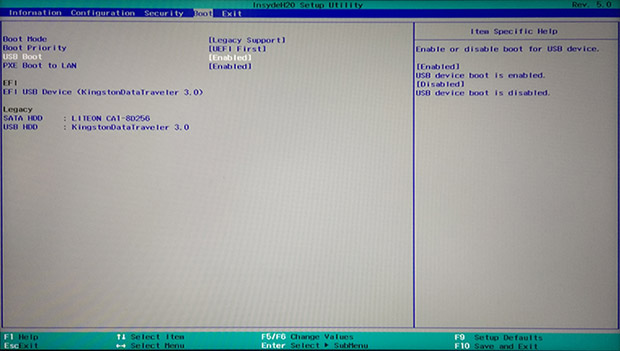 InsydeH20 Setup Utility Rev. 5.0
Information Configuration Security Boot Exit
Boot Mode [Legacy Support]
Boot Priority [UEFI First]
USB Boot [Enabled]
PXE Boot to LAN [Enabled]
EFI
EFI USB Device (KingstonDataTraveler 3.0)
Legacy
SATA HDD : LITEON CA1-8D256
USB HDD : KingstonDataTraveler 3.0
Item Specific Help
Enable or disable boot for USB device.
[Enabled]
USB device boot is enabled.
[Disabled]
USB device boot is disabled.
F1 Help ↑↓ Select Item F5/F6 Change Values F9 Setup Defaults
Esc Exit ↔ Select Menu Enter Select ▶ SubMenu F10 Save and Exit